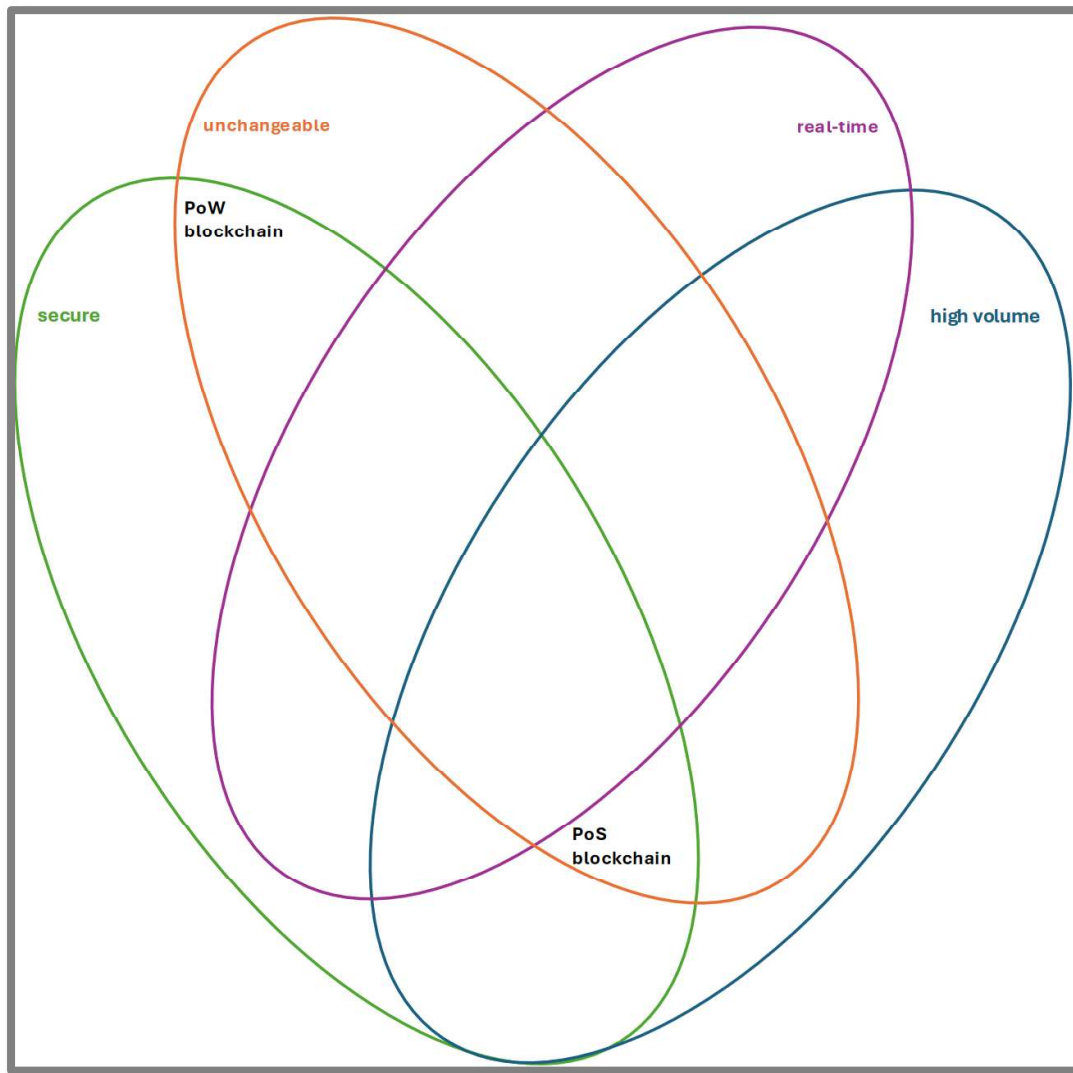 unchangeable
real-time
PoW
blockchain
secure
high volume
PoS
blockchain